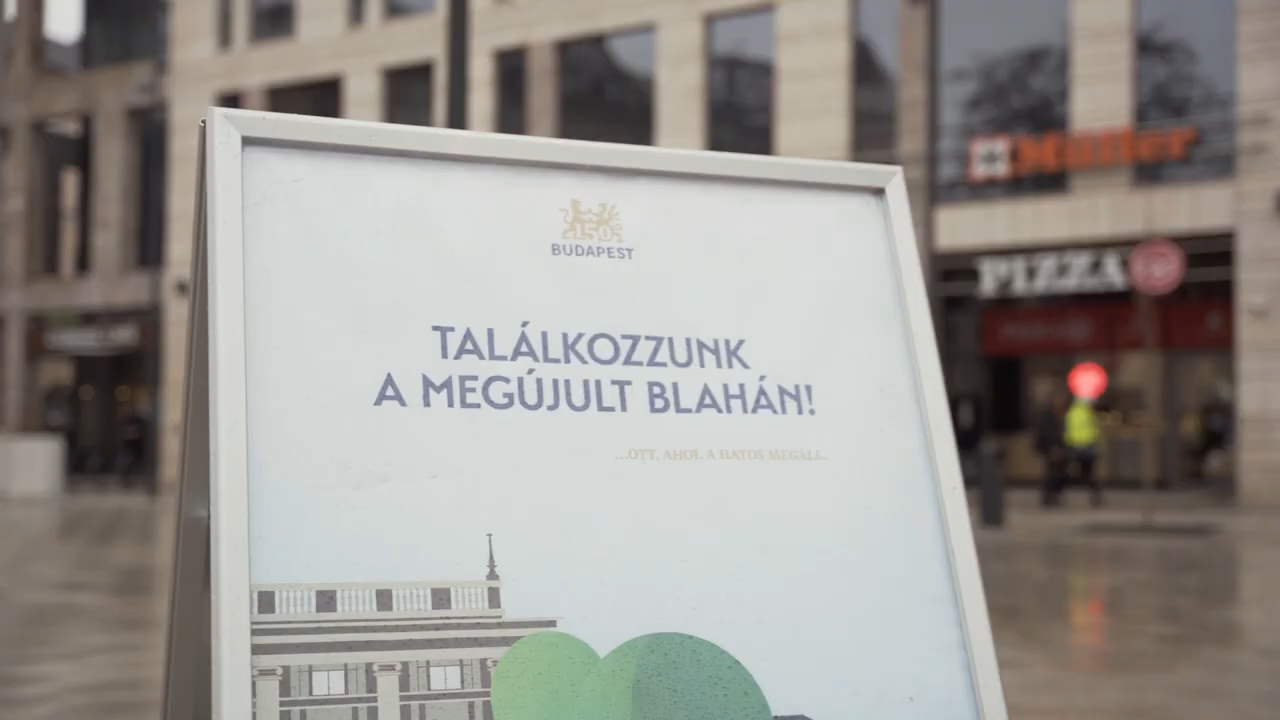 150
BUDAPEST
TALÁLKOZZUNK
A MEGÚJULT BLAHÁN!
...OTT, AHOL A HATOS MEGÁLL...
Müller
PIZZA